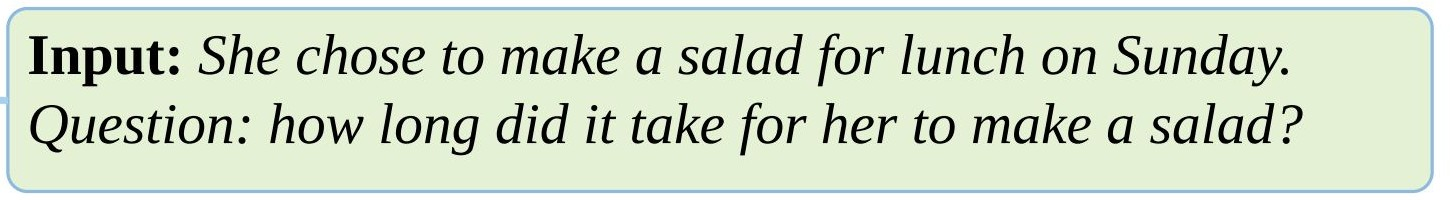 Input: She chose to make a salad for lunch on Sunday.
Question: how long did it take for her to make a salad?